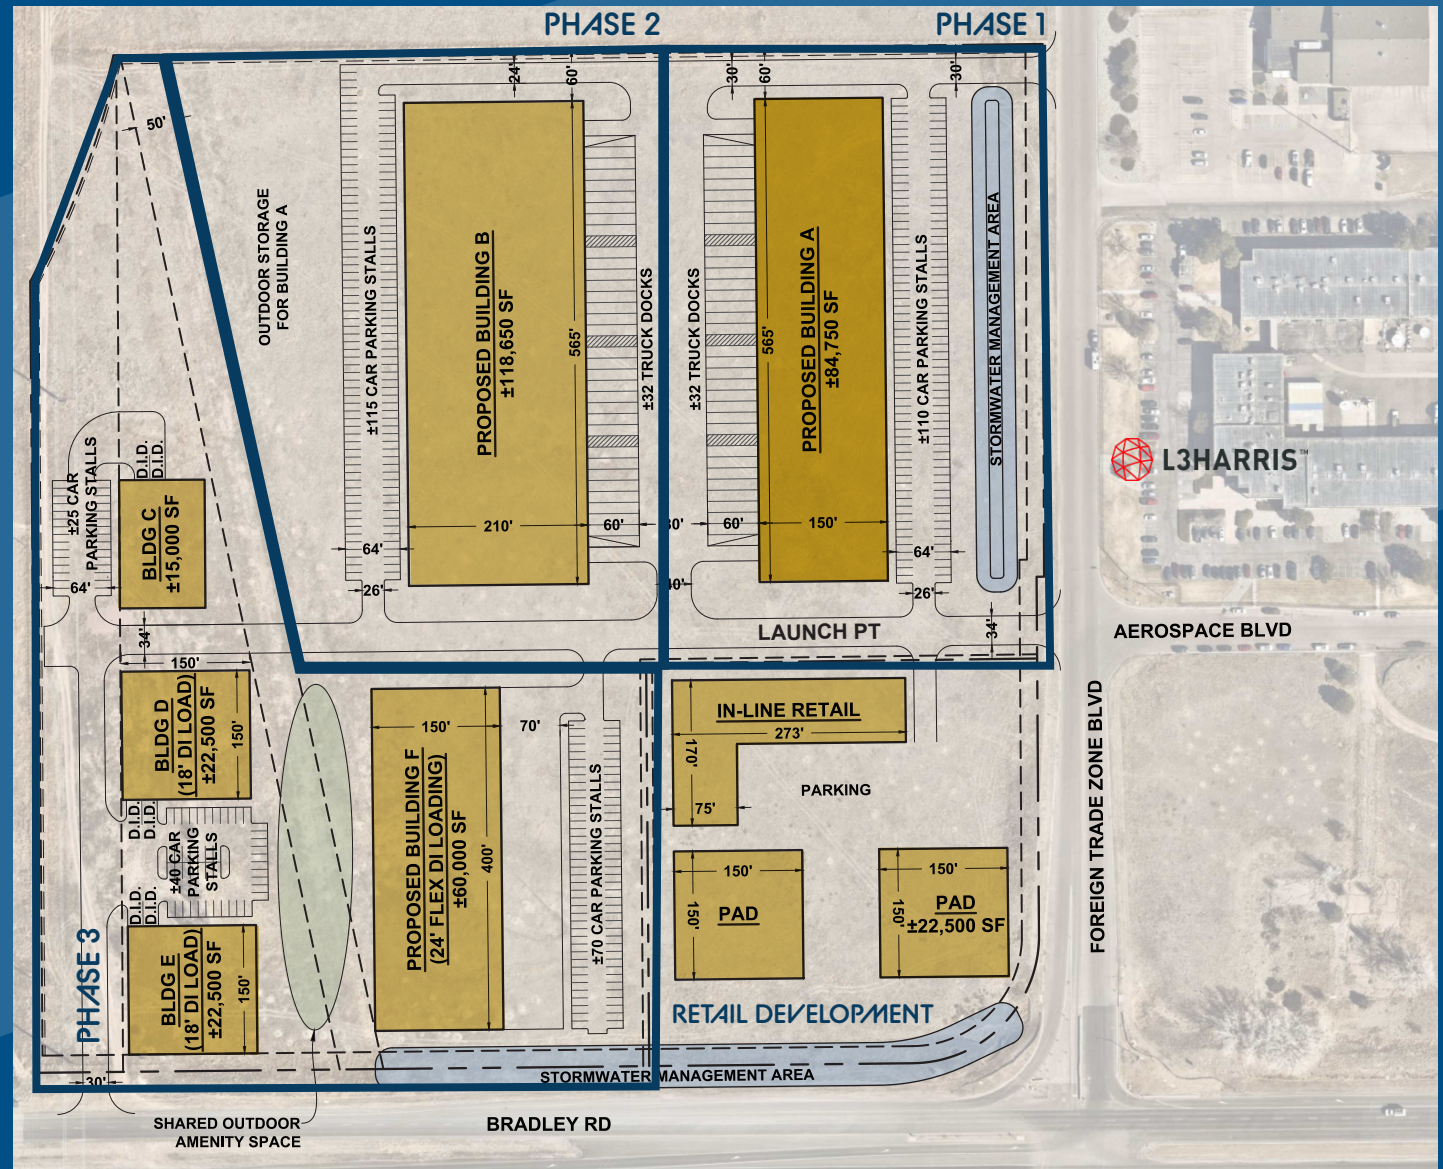 PHASE 2
PHASE 1
24'
60'
30'
60'
30'
50'
OUTDOOR STORAGE
FOR BUILDING A
±115 CAR PARKING STALLS
PROPOSED BUILDING B
±118,650 SF
565'
±32 TRUCK DOCKS
±32 TRUCK DOCKS
565'
PROPOSED BUILDING A
±84,750 SF
±110 CAR PARKING STALLS
STORMWATER MANAGEMENT AREA
L3HARRIS™
±25 CAR
PARKING STALLS
D.I.D.
D.I.D.
BLDG C
±15,000 SF
64'
210'
60'
60'
150'
64'
64'
26'
26'
34'
34'
LAUNCH PT
AEROSPACE BLVD
150'
BLDG D
(18' DI LOAD)
±22,500 SF
150'
D.I.D.
D.I.D.
±40 CAR
PARKING
STALLS
D.I.D.
D.I.D.
PHASE 3
BLDG E
(18' DI LOAD)
±22,500 SF
150'
30'
150'
PROPOSED BUILDING F
(24' FLEX DI LOADING)
±60,000 SF
400'
70'
±70 CAR PARKING STALLS
IN-LINE RETAIL
273'
170'
75'
PARKING
150'
150'
PAD
150'
150'
PAD
±22,500 SF
RETAIL DEVELOPMENT
FOREIGN TRADE ZONE BLVD
STORMWATER MANAGEMENT AREA
SHARED OUTDOOR
AMENITY SPACE
BRADLEY RD